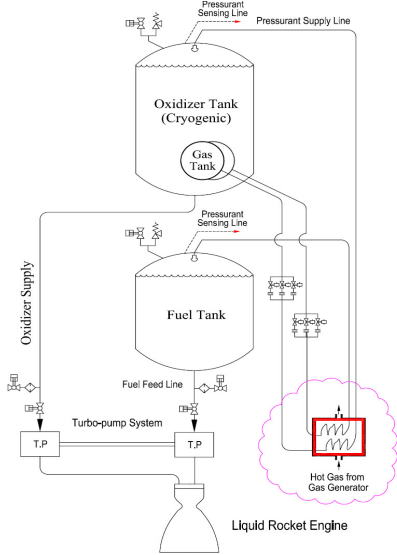 Pressurant
Sensing Line
Pressurant Supply Line
Oxidizer Tank
(Cryogenic)
Gas
Tank
Pressurant
Sensing Line
Oxidizer Supply
Fuel Tank
Fuel Feed Line
Turbo-pump System
T.P
T.P
Hot Gas from
Gas Generator
Liquid Rocket Engine